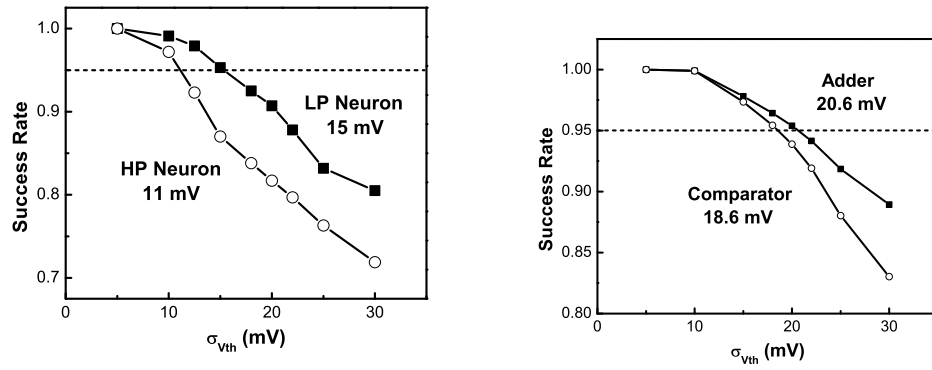 1.0
0.9
0.8
0.7
Success Rate
LP Neuron
15 mV
HP Neuron
11 mV
0
10
20
30
σVth (mV)
1.00
0.95
0.90
0.85
0.80
Success Rate
Adder
20.6 mV
Comparator
18.6 mV
0
10
20
30
σVth (mV)